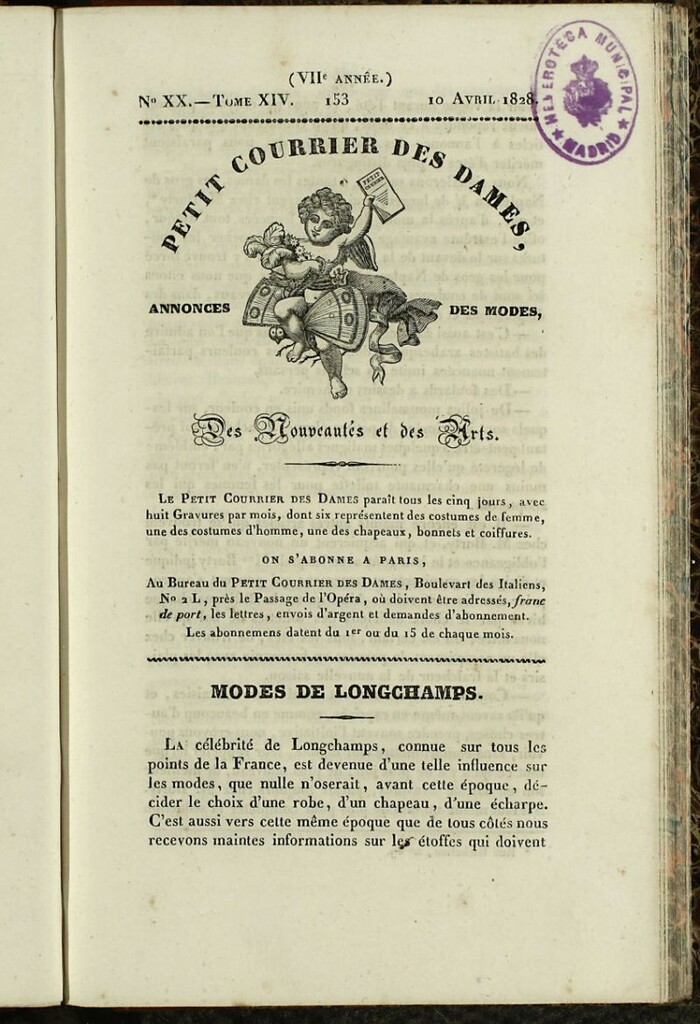 (VIIe ANNÉE.)
No XX.—TOME XIV. 153 10 AVRIL 1828.
HEMEROTECA MUNICIPAL
★ MADRID ★
PETIT COURRIER DES DAMES,
PETIT COURRIER
ANNONCES DES MODES,
Des Nouveautés et des Arts.
LE PETIT COURRIER DES DAMES paraît tous les cinq jours, avec
huit Gravures par mois, dont six représentent des costumes de femme,
une des costumes d'homme, une des chapeaux, bonnets et coiffures.
ON S'ABONNE A PARIS,
Au Bureau du PETIT COURRIER DES DAMES, Boulevart des Italiens,
No 2 L, près le Passage de l'Opéra, où doivent être adressés, franc
de port, les lettres, envois d'argent et demandes d'abonnement.
Les abonnemens datent du 1er ou du 15 de chaque mois.
MODES DE LONGCHAMPS.
LA célébrité de Longchamps, connue sur tous les
points de la France, est devenue d'une telle influence sur
les modes, que nulle n'oserait, avant cette époque, dé-
cider le choix d'une robe, d'un chapeau, d'une écharpe.
C'est aussi vers cette même époque que de tous côtés nous
recevons maintes informations sur les étoffes qui doivent